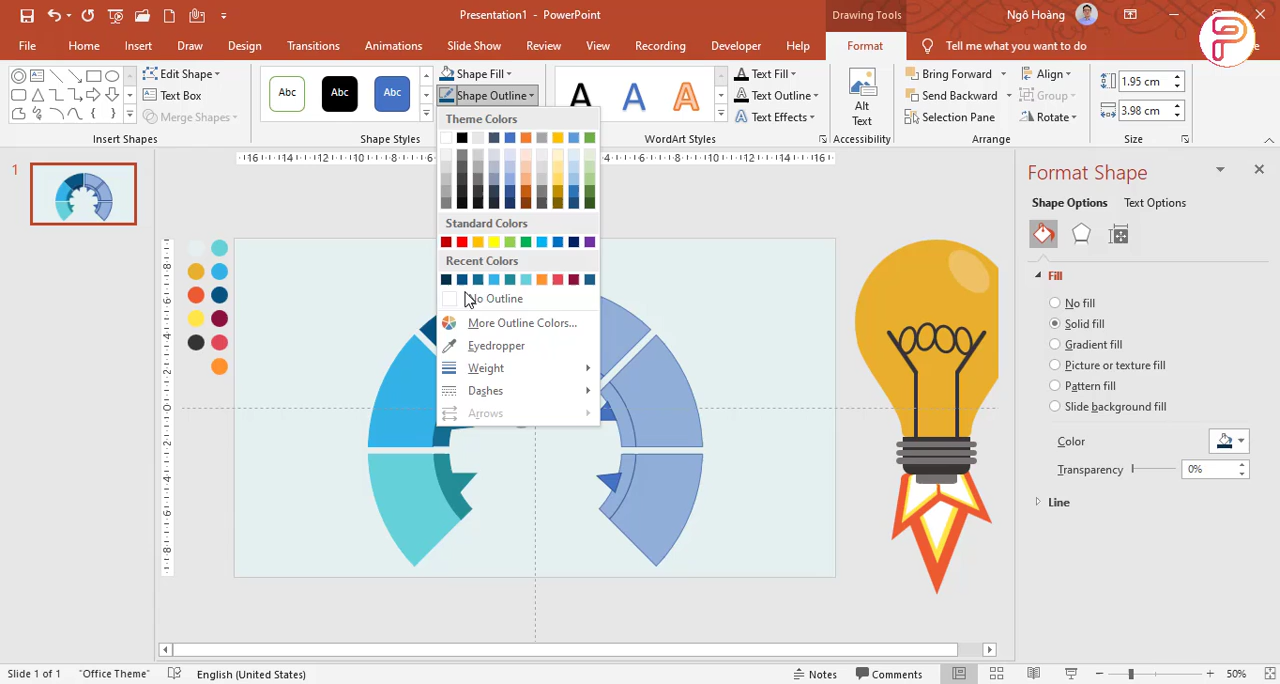 Presentation1 - PowerPoint
Drawing Tools
Ngô Hoàng
File Home Insert Draw Design Transitions Animations Slide Show Review View Recording Developer Help Format Tell me what you want to do
Edit Shape
Text Box
Merge Shapes
Insert Shapes
Abc Abc Abc
Shape Styles
Shape Fill
Shape Outline
A A A
WordArt Styles
Text Fill
Text Outline
Text Effects
Alt
Text
Accessibility
Bring Forward
Send Backward
Selection Pane
Align
Group
Rotate
Arrange
1.95 cm
3.98 cm
Size
Theme Colors
Standard Colors
Recent Colors
No Outline
More Outline Colors...
Eyedropper
Weight
Dashes
Arrows
1
Format Shape
Shape Options Text Options
Fill
No fill
Solid fill
Gradient fill
Picture or texture fill
Pattern fill
Slide background fill
Color
Transparency 0%
Line
Slide 1 of 1 "Office Theme" English (United States) Notes Comments 50%